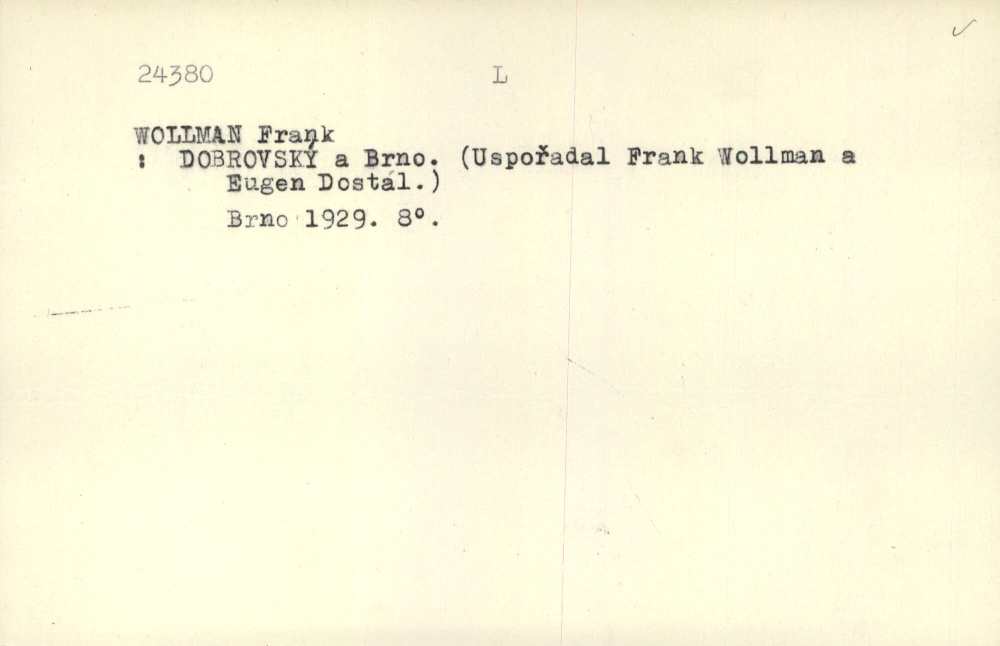 24380 L
WOLLMAN Frank
: DOBROVSKÝ a Brno. (Uspořadal Frank Wollman a
Eugen Dostál.)
Brno 1929. 8°.